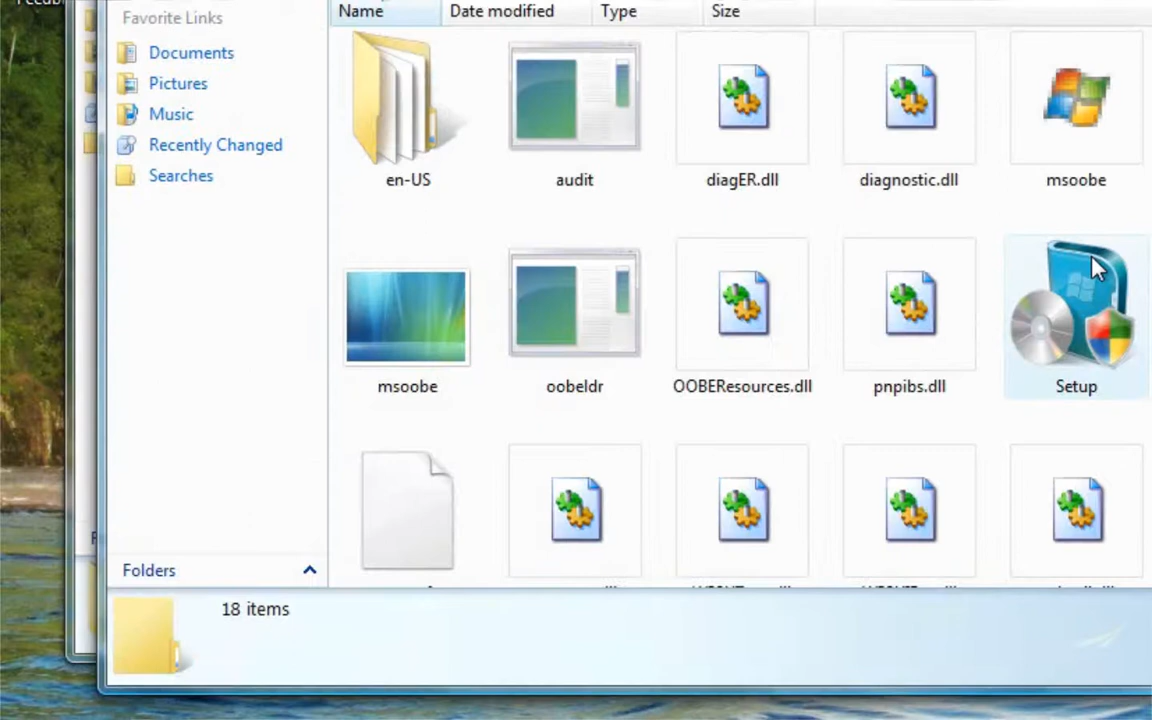 Favorite Links
Documents
Pictures
Music
Recently Changed
Searches
Folders
Name Date modified Type Size
en-US audit diagER.dll diagnostic.dll msoobe
msoobe oobeldr OOBEResources.dll pnpibs.dll Setup
18 items